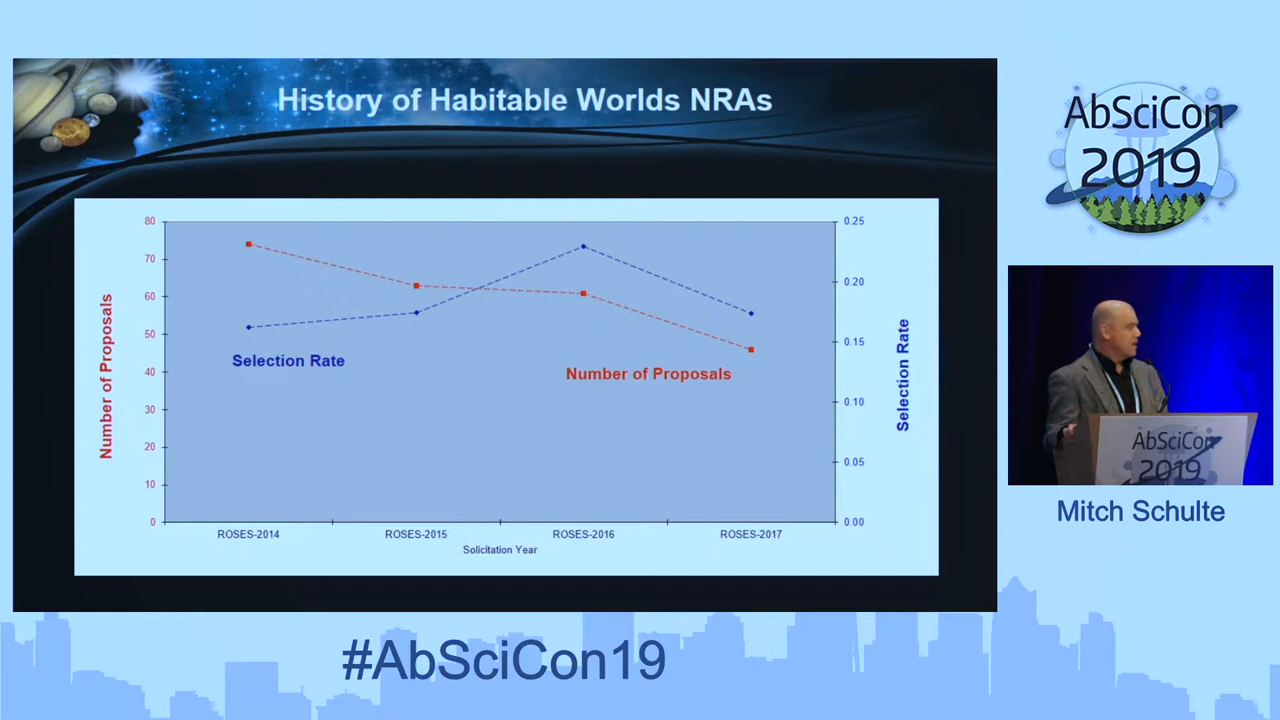 History of Habitable Worlds NRAs
80
70
60
50
40
30
20
10
0
Number of Proposals
0.25
0.20
0.15
0.10
0.05
0.00
Selection Rate
Selection Rate
Number of Proposals
ROSES-2014
ROSES-2015
ROSES-2016
ROSES-2017
Solicitation Year
AbSciCon
2019
AbSciCon
2019
Mitch Schulte
#AbSciCon19